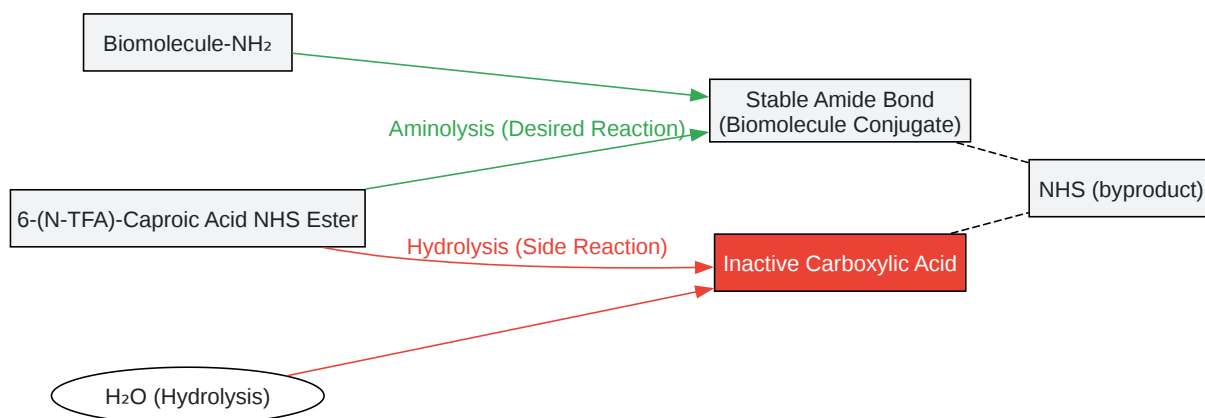 Biomolecule-NH₂
Stable Amide Bond
(Biomolecule Conjugate)
Aminolysis (Desired Reaction)
NHS (byproduct)
6-(N-TFA)-Caproic Acid NHS Ester
Hydrolysis (Side Reaction)
Inactive Carboxylic Acid
H₂O (Hydrolysis)